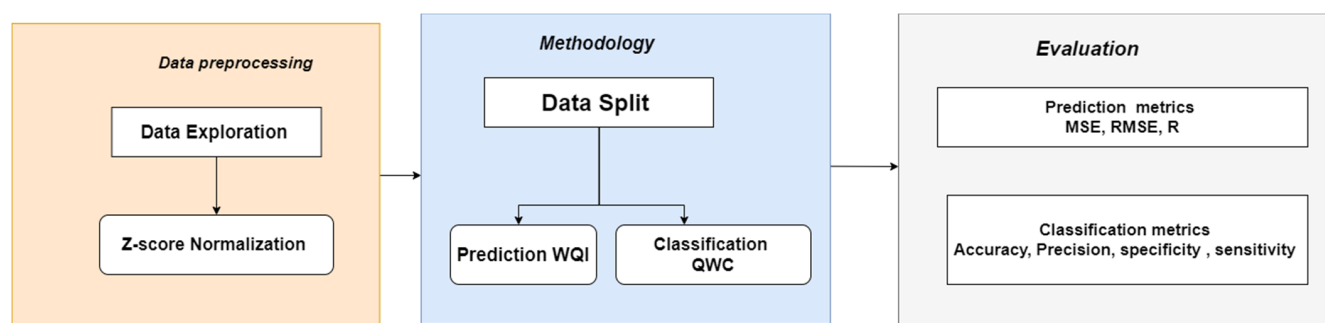 Data preprocessing
Data Exploration
Z-score Normalization
Methodology
Data Split
Prediction WQI
Classification
QWC
Evaluation
Prediction metrics
MSE, RMSE, R
Classification metrics
Accuracy, Precision, specificity , sensitivity